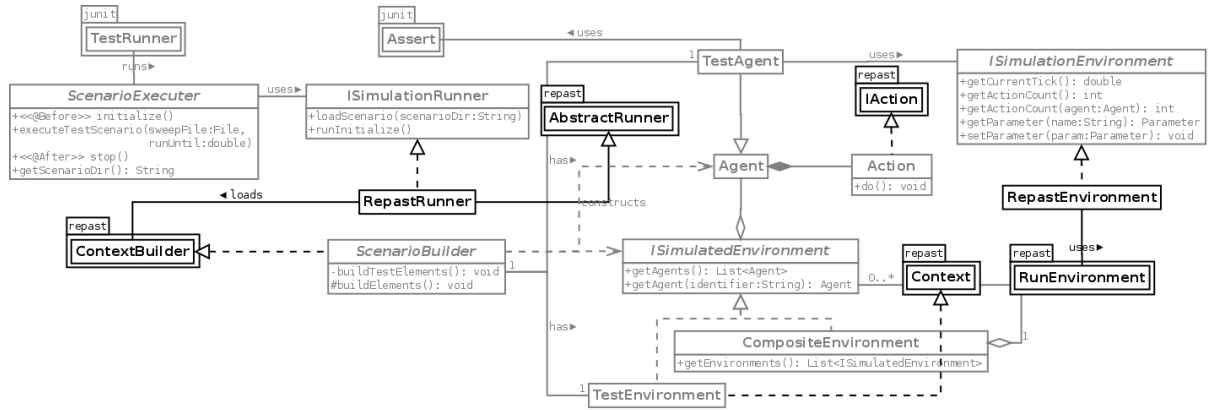 junit
TestRunner
runs▶
ScenarioExecuter
+<<@Before>> initialize()
+executeTestScenario(sweepFile:File,
runUntil:double)
+<<@After>> stop()
+getScenarioDir(): String
uses▶
ISimulationRunner
+loadScenario(scenarioDir:String)
+runInitialize()
junit
Assert
◀ uses
1
TestAgent
uses▶
ISimulationEnvironment
+getCurrentTick(): double
+getActionCount(): int
+getActionCount(agent:Agent): int
+getParameter(name:String): Parameter
+setParameter(param:Parameter): void
repast
IAction
repast
AbstractRunner
has▶
Agent
Action
+do(): void
◀ loads
RepastRunner
constructs
RepastEnvironment
uses▶
repast
ContextBuilder
ScenarioBuilder
-buildTestElements(): void
#buildElements(): void
1
ISimulatedEnvironment
+getAgents(): List<Agent>
+getAgent(identifier:String): Agent
0..*
repast
Context
repast
RunEnvironment
has▶
CompositeEnvironment
+getEnvironments(): List<ISimulatedEnvironment>
1
1
TestEnvironment